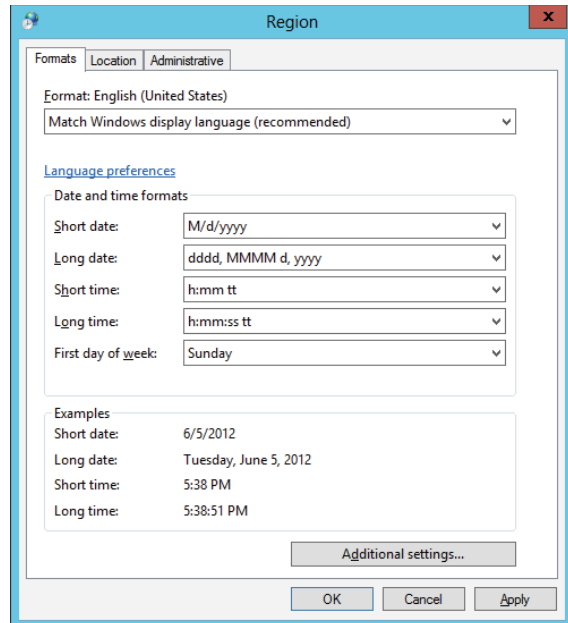 Region
x
Formats Location Administrative
Format: English (United States)
Match Windows display language (recommended)
Language preferences
Date and time formats
Short date: M/d/yyyy
Long date: dddd, MMMM d, yyyy
Short time: h:mm tt
Long time: h:mm:ss tt
First day of week: Sunday
Examples
Short date: 6/5/2012
Long date: Tuesday, June 5, 2012
Short time: 5:38 PM
Long time: 5:38:51 PM
Additional settings...
OK Cancel Apply